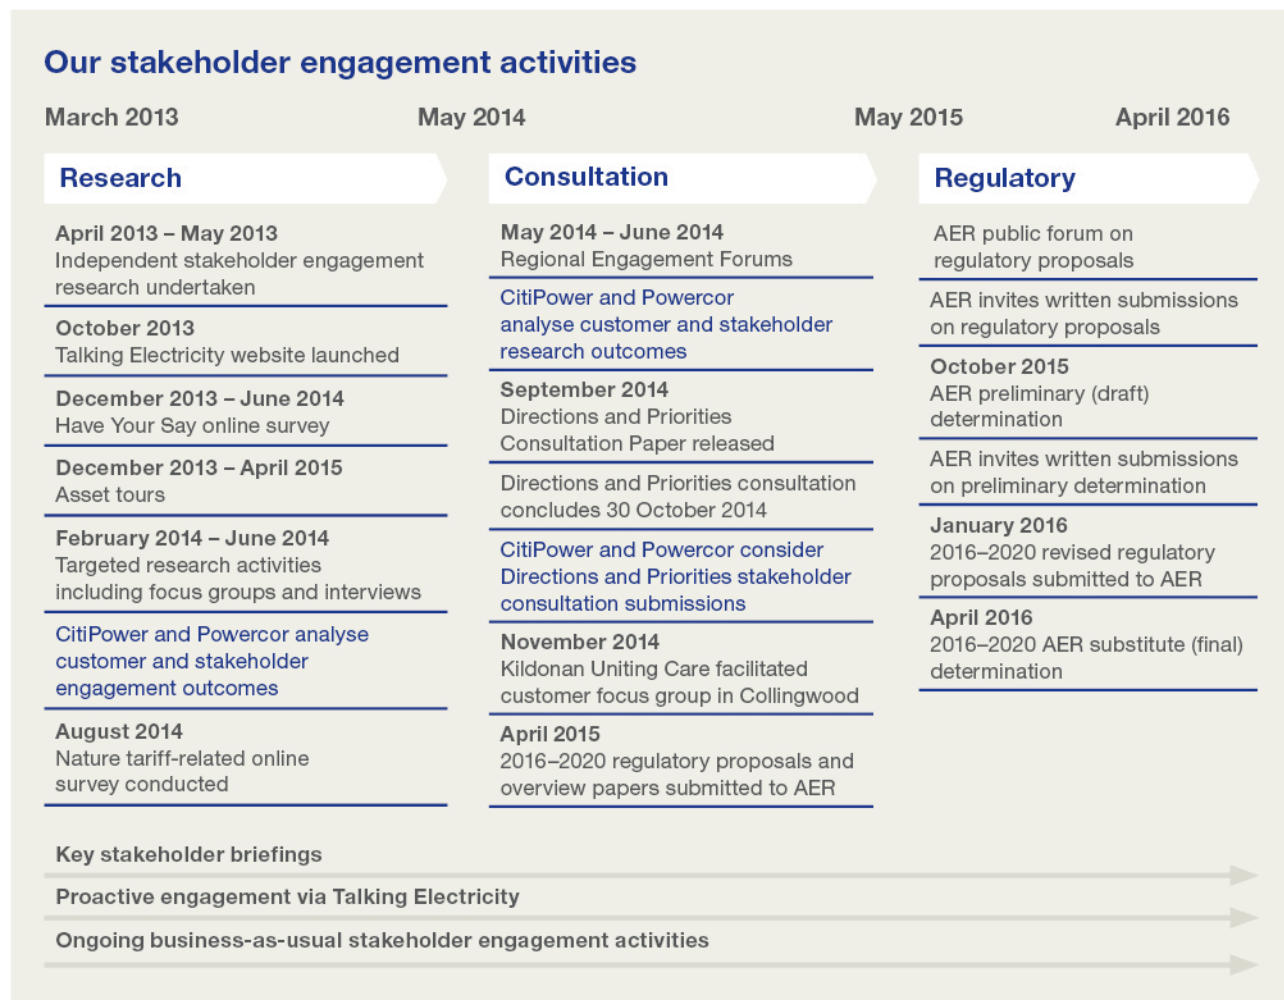 Our stakeholder engagement activities
March 2013
May 2014
May 2015
April 2016
Research
April 2013 – May 2013
Independent stakeholder engagement
research undertaken
October 2013
Talking Electricity website launched
December 2013 – June 2014
Have Your Say online survey
December 2013 – April 2015
Asset tours
February 2014 – June 2014
Targeted research activities
including focus groups and interviews
CitiPower and Powercor analyse
customer and stakeholder
engagement outcomes
August 2014
Nature tariff-related online
survey conducted
Consultation
May 2014 – June 2014
Regional Engagement Forums
CitiPower and Powercor
analyse customer and stakeholder
research outcomes
September 2014
Directions and Priorities
Consultation Paper released
Directions and Priorities consultation
concludes 30 October 2014
CitiPower and Powercor consider
Directions and Priorities stakeholder
consultation submissions
November 2014
Kildonan Uniting Care facilitated
customer focus group in Collingwood
April 2015
2016–2020 regulatory proposals and
overview papers submitted to AER
Regulatory
AER public forum on
regulatory proposals
AER invites written submissions
on regulatory proposals
October 2015
AER preliminary (draft)
determination
AER invites written submissions
on preliminary determination
January 2016
2016–2020 revised regulatory
proposals submitted to AER
April 2016
2016–2020 AER substitute (final)
determination
Key stakeholder briefings
Proactive engagement via Talking Electricity
Ongoing business-as-usual stakeholder engagement activities